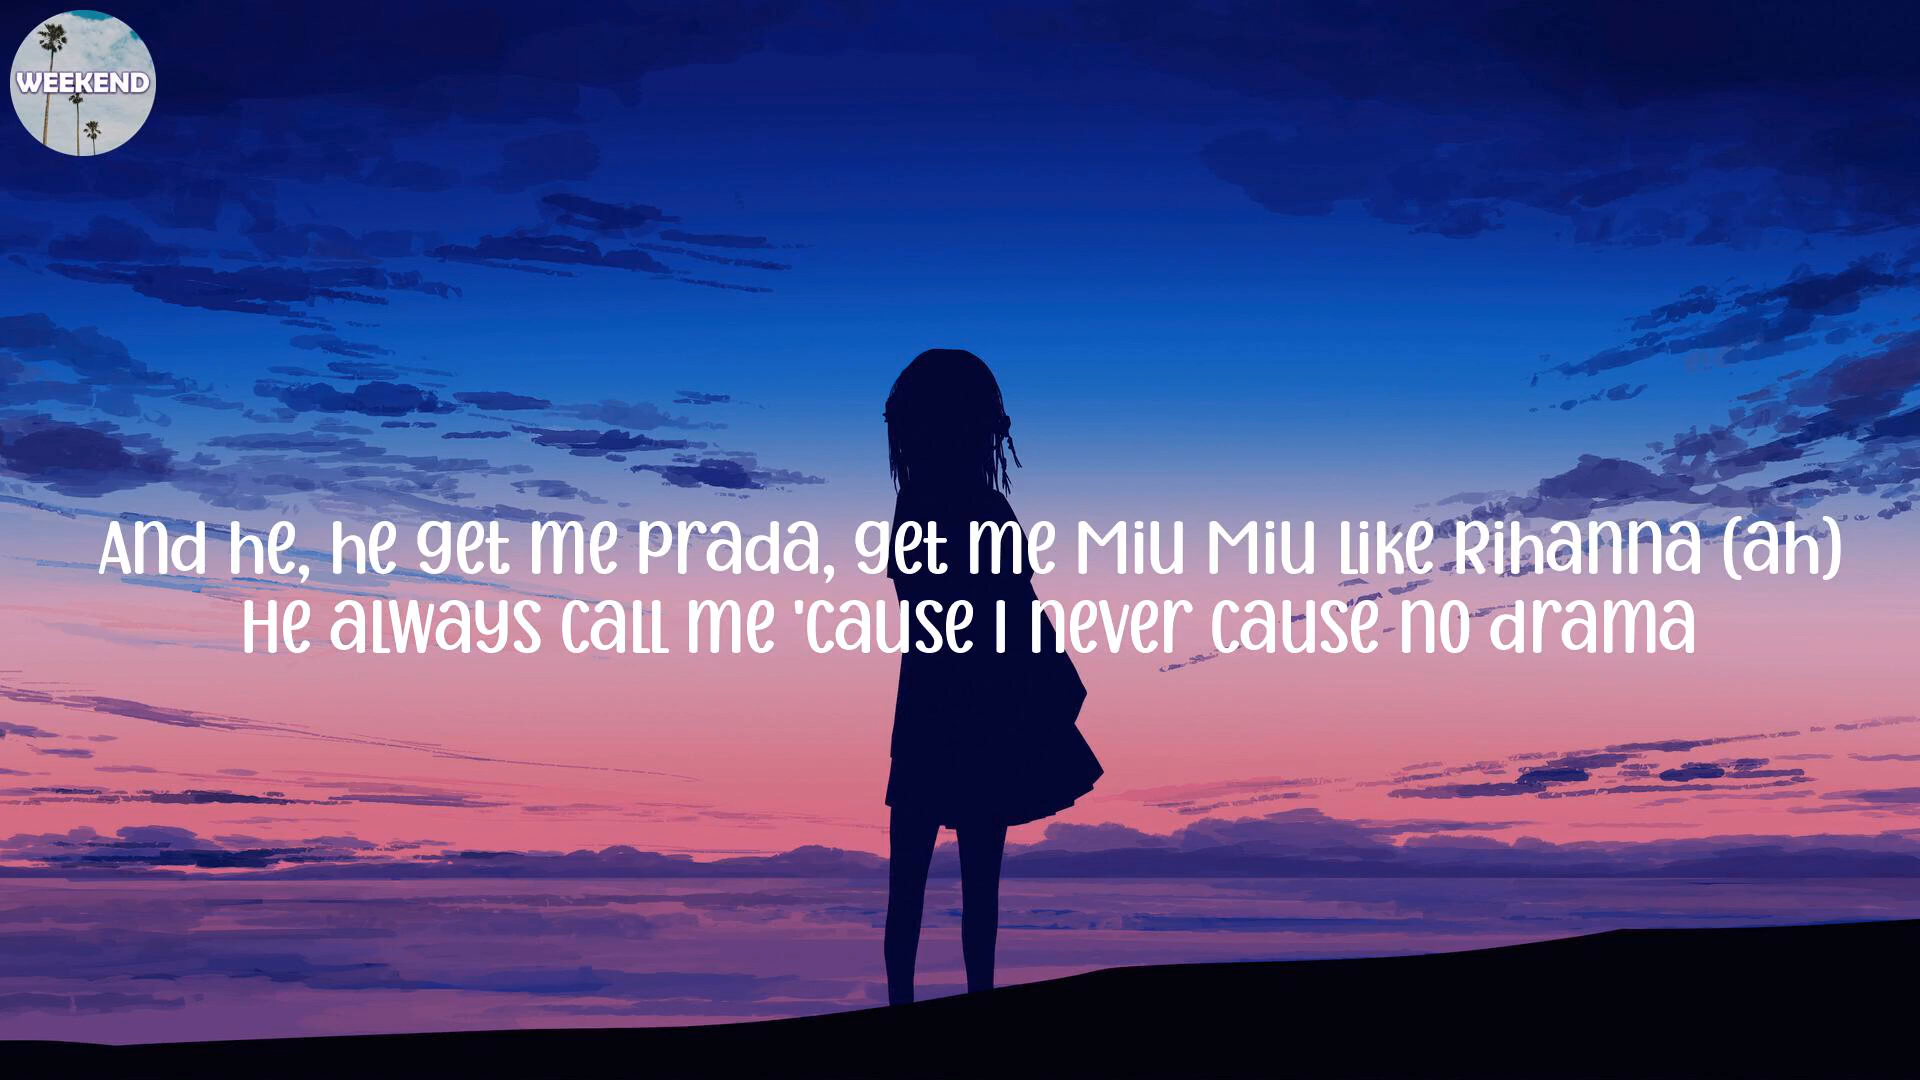 WEEKEND
And he, he get me Prada, get me Miu Miu like Rihanna (ah)
He always call me 'cause I never cause no drama